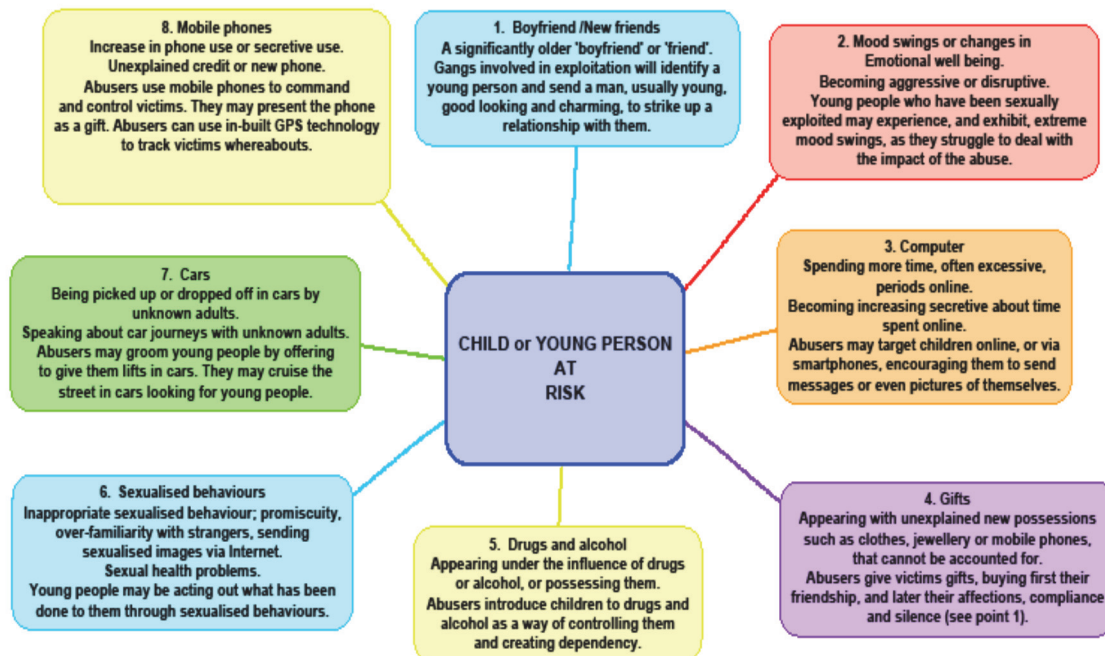 8. Mobile phones
Increase in phone use or secretive use.
Unexplained credit or new phone.
Abusers use mobile phones to command
and control victims. They may present the phone
as a gift. Abusers can use in-built GPS technology
to track victims whereabouts.
1. Boyfriend /New friends
A significantly older 'boyfriend' or 'friend'.
Gangs involved in exploitation will identify a
young person and send a man, usually young,
good looking and charming, to strike up a
relationship with them.
2. Mood swings or changes in
Emotional well being.
Becoming aggressive or disruptive.
Young people who have been sexually
exploited may experience, and exhibit, extreme
mood swings, as they struggle to deal with
the impact of the abuse.
7. Cars
Being picked up or dropped off in cars by
unknown adults.
Speaking about car journeys with unknown adults.
Abusers may groom young people by offering
to give them lifts in cars. They may cruise the
street in cars looking for young people.
CHILD or YOUNG PERSON
AT
RISK
3. Computer
Spending more time, often excessive,
periods online.
Becoming increasing secretive about time
spent online.
Abusers may target children online, or via
smartphones, encouraging them to send
messages or even pictures of themselves.
6. Sexualised behaviours
Inappropriate sexualised behaviour; promiscuity,
over-familiarity with strangers, sending
sexualised images via Internet.
Sexual health problems.
Young people may be acting out what has been
done to them through sexualised behaviours.
5. Drugs and alcohol
Appearing under the influence of drugs
or alcohol, or possessing them.
Abusers introduce children to drugs and
alcohol as a way of controlling them
and creating dependency.
4. Gifts
Appearing with unexplained new possessions
such as clothes, jewellery or mobile phones,
that cannot be accounted for.
Abusers give victims gifts, buying first their
friendship, and later their affections, compliance
and silence (see point 1).